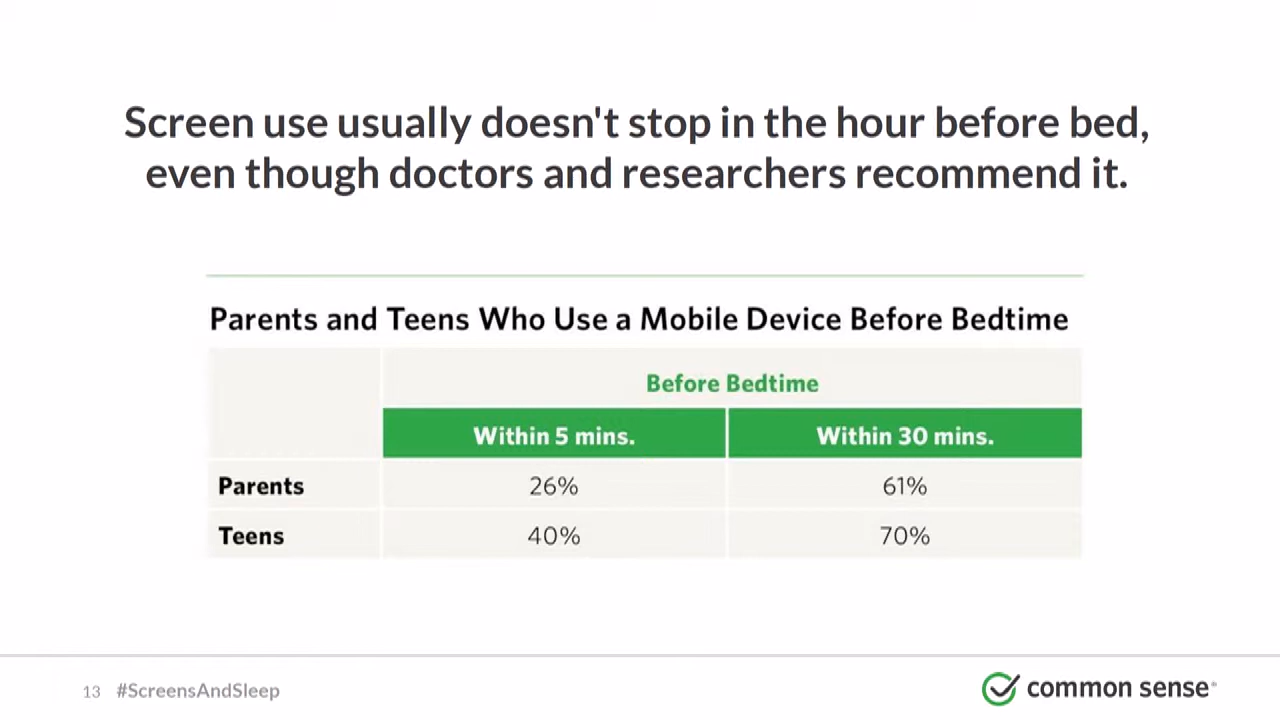 Screen use usually doesn't stop in the hour before bed,
even though doctors and researchers recommend it.
Parents and Teens Who Use a Mobile Device Before Bedtime
Before Bedtime
Within 5 mins. Within 30 mins.
Parents 26% 61%
Teens 40% 70%
13 #ScreensAndSleep
common sense®